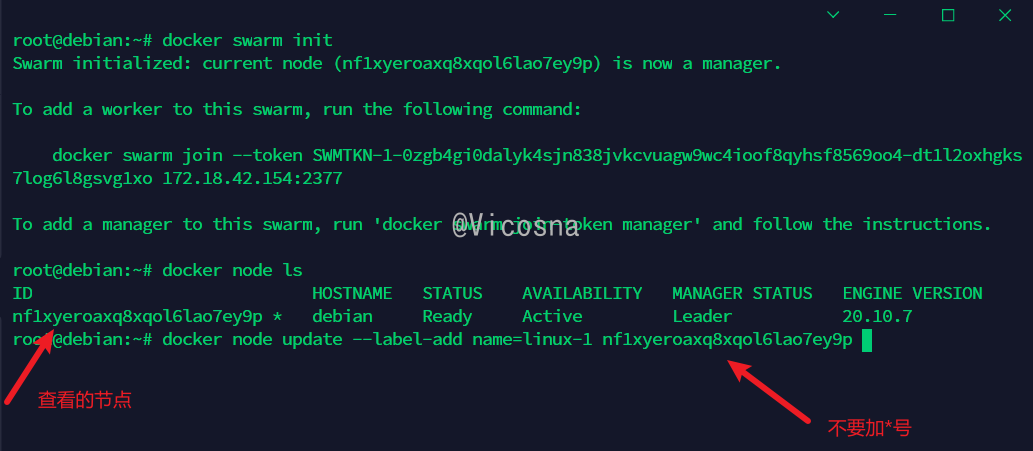 root@debian:~# docker swarm init
Swarm initialized: current node (nf1xyeroaxq8xqol6lao7ey9p) is now a manager.
To add a worker to this swarm, run the following command:
docker swarm join --token SWMTKN-1-0zgb4gi0dalyk4sjn838jvkcvuagw9wc4ioof8qyhsf8569oo4-dt1l2oxhgks
7log6l8gsvg1xo 172.18.42.154:2377
To add a manager to this swarm, run 'docker swarm join-token manager' and follow the instructions.
@Vicosna
root@debian:~# docker node ls
ID HOSTNAME STATUS AVAILABILITY MANAGER STATUS ENGINE VERSION
nf1xyeroaxq8xqol6lao7ey9p * debian Ready Active Leader 20.10.7
root@debian:~# docker node update --label-add name=linux-1 nf1xyeroaxq8xqol6lao7ey9p
查看的节点
不要加*号